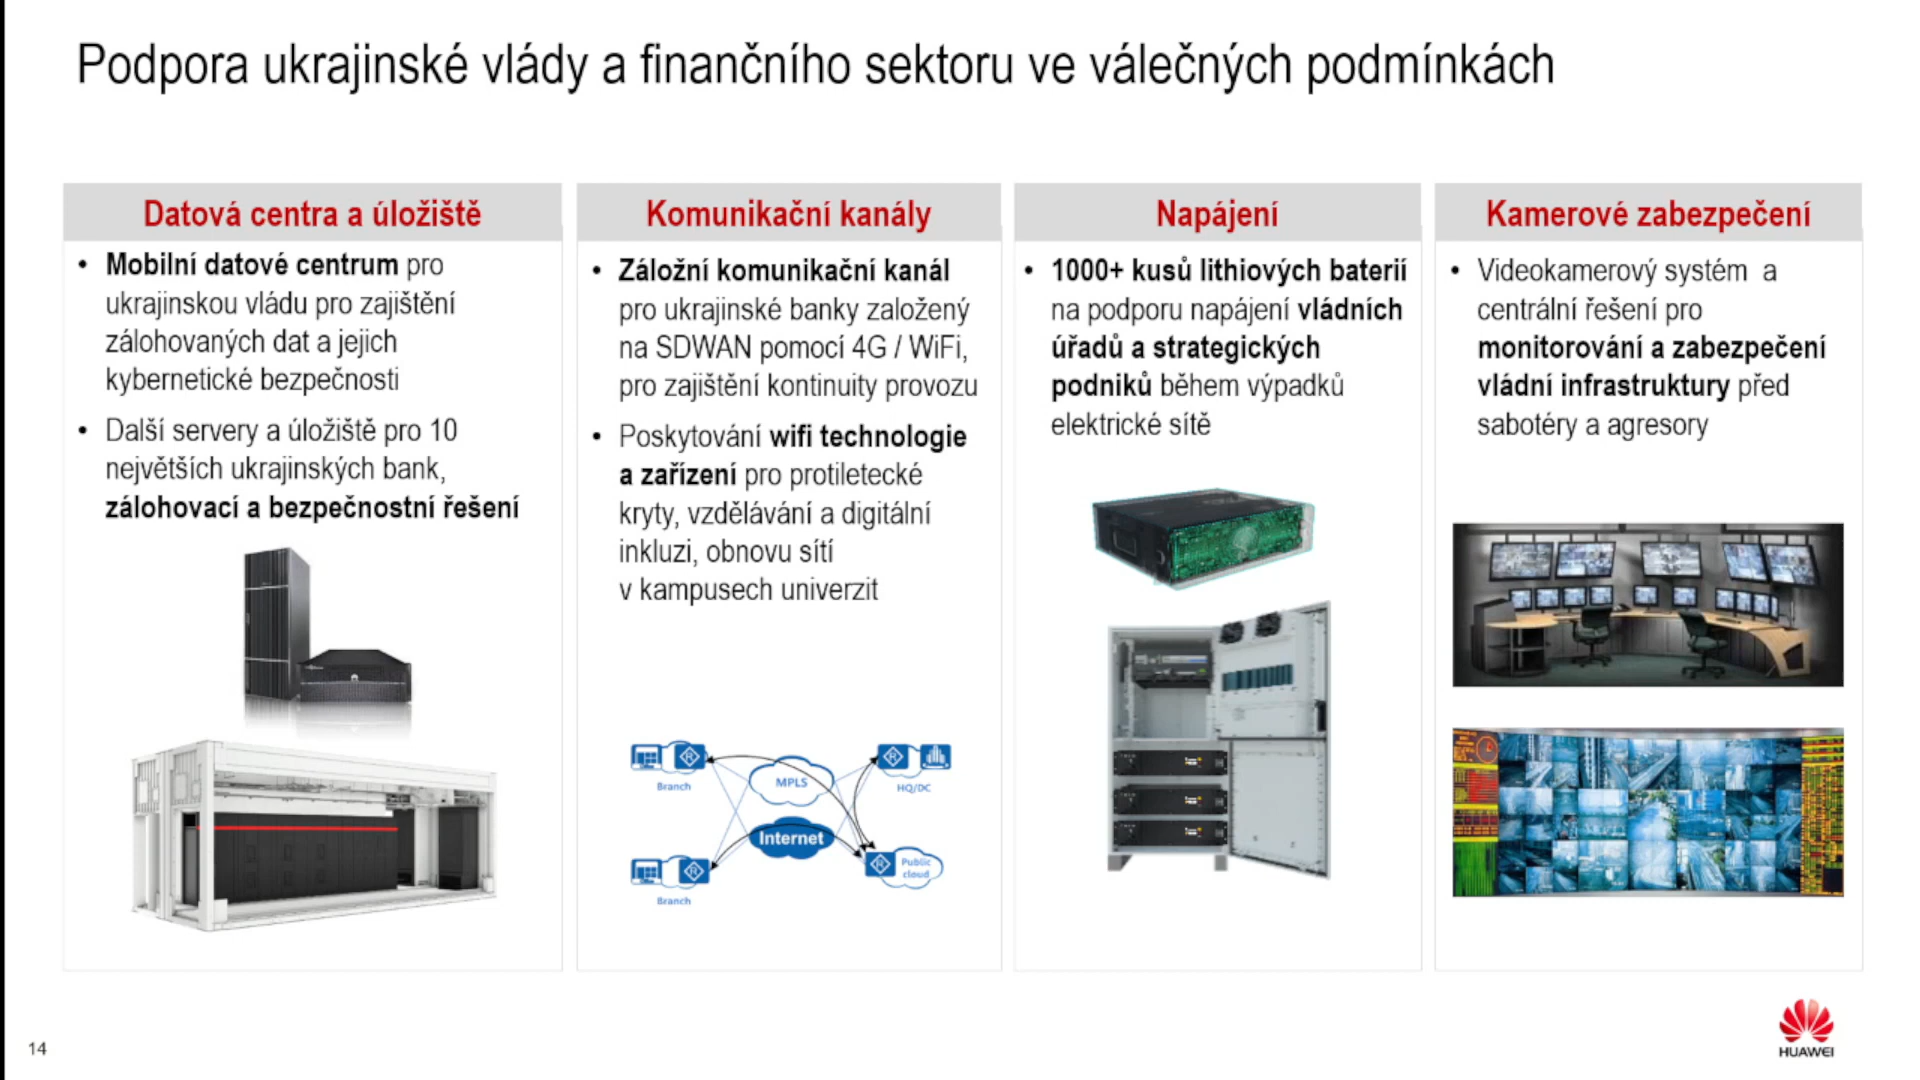 Podpora ukrajinské vlády a finančního sektoru ve válečných podmínkách
Datová centra a úložiště
• Mobilní datové centrum pro
ukrajinskou vládu pro zajištění
zálohovaných dat a jejich
kybernetické bezpečnosti
• Další servery a úložiště pro 10
největších ukrajinských bank,
zálohovací a bezpečnostní řešení
Komunikační kanály
• Záložní komunikační kanál
pro ukrajinské banky založený
na SDWAN pomocí 4G / WiFi,
pro zajištění kontinuity provozu
• Poskytování wifi technologie
a zařízení pro protiletecké
kryty, vzdělávání a digitální
inkluzi, obnovu sítí
v kampusech univerzit
R
Branch
MPLS
R
HQ/DC
Internet
R
Branch
R
Public
cloud
Napájení
• 1000+ kusů lithiových baterií
na podporu napájení vládních
úřadů a strategických
podniků během výpadků
elektrické sítě
Kamerové zabezpečení
• Videokamerový systém a
centrální řešení pro
monitorování a zabezpečení
vládní infrastruktury před
sabotéry a agresory
14
HUAWEI